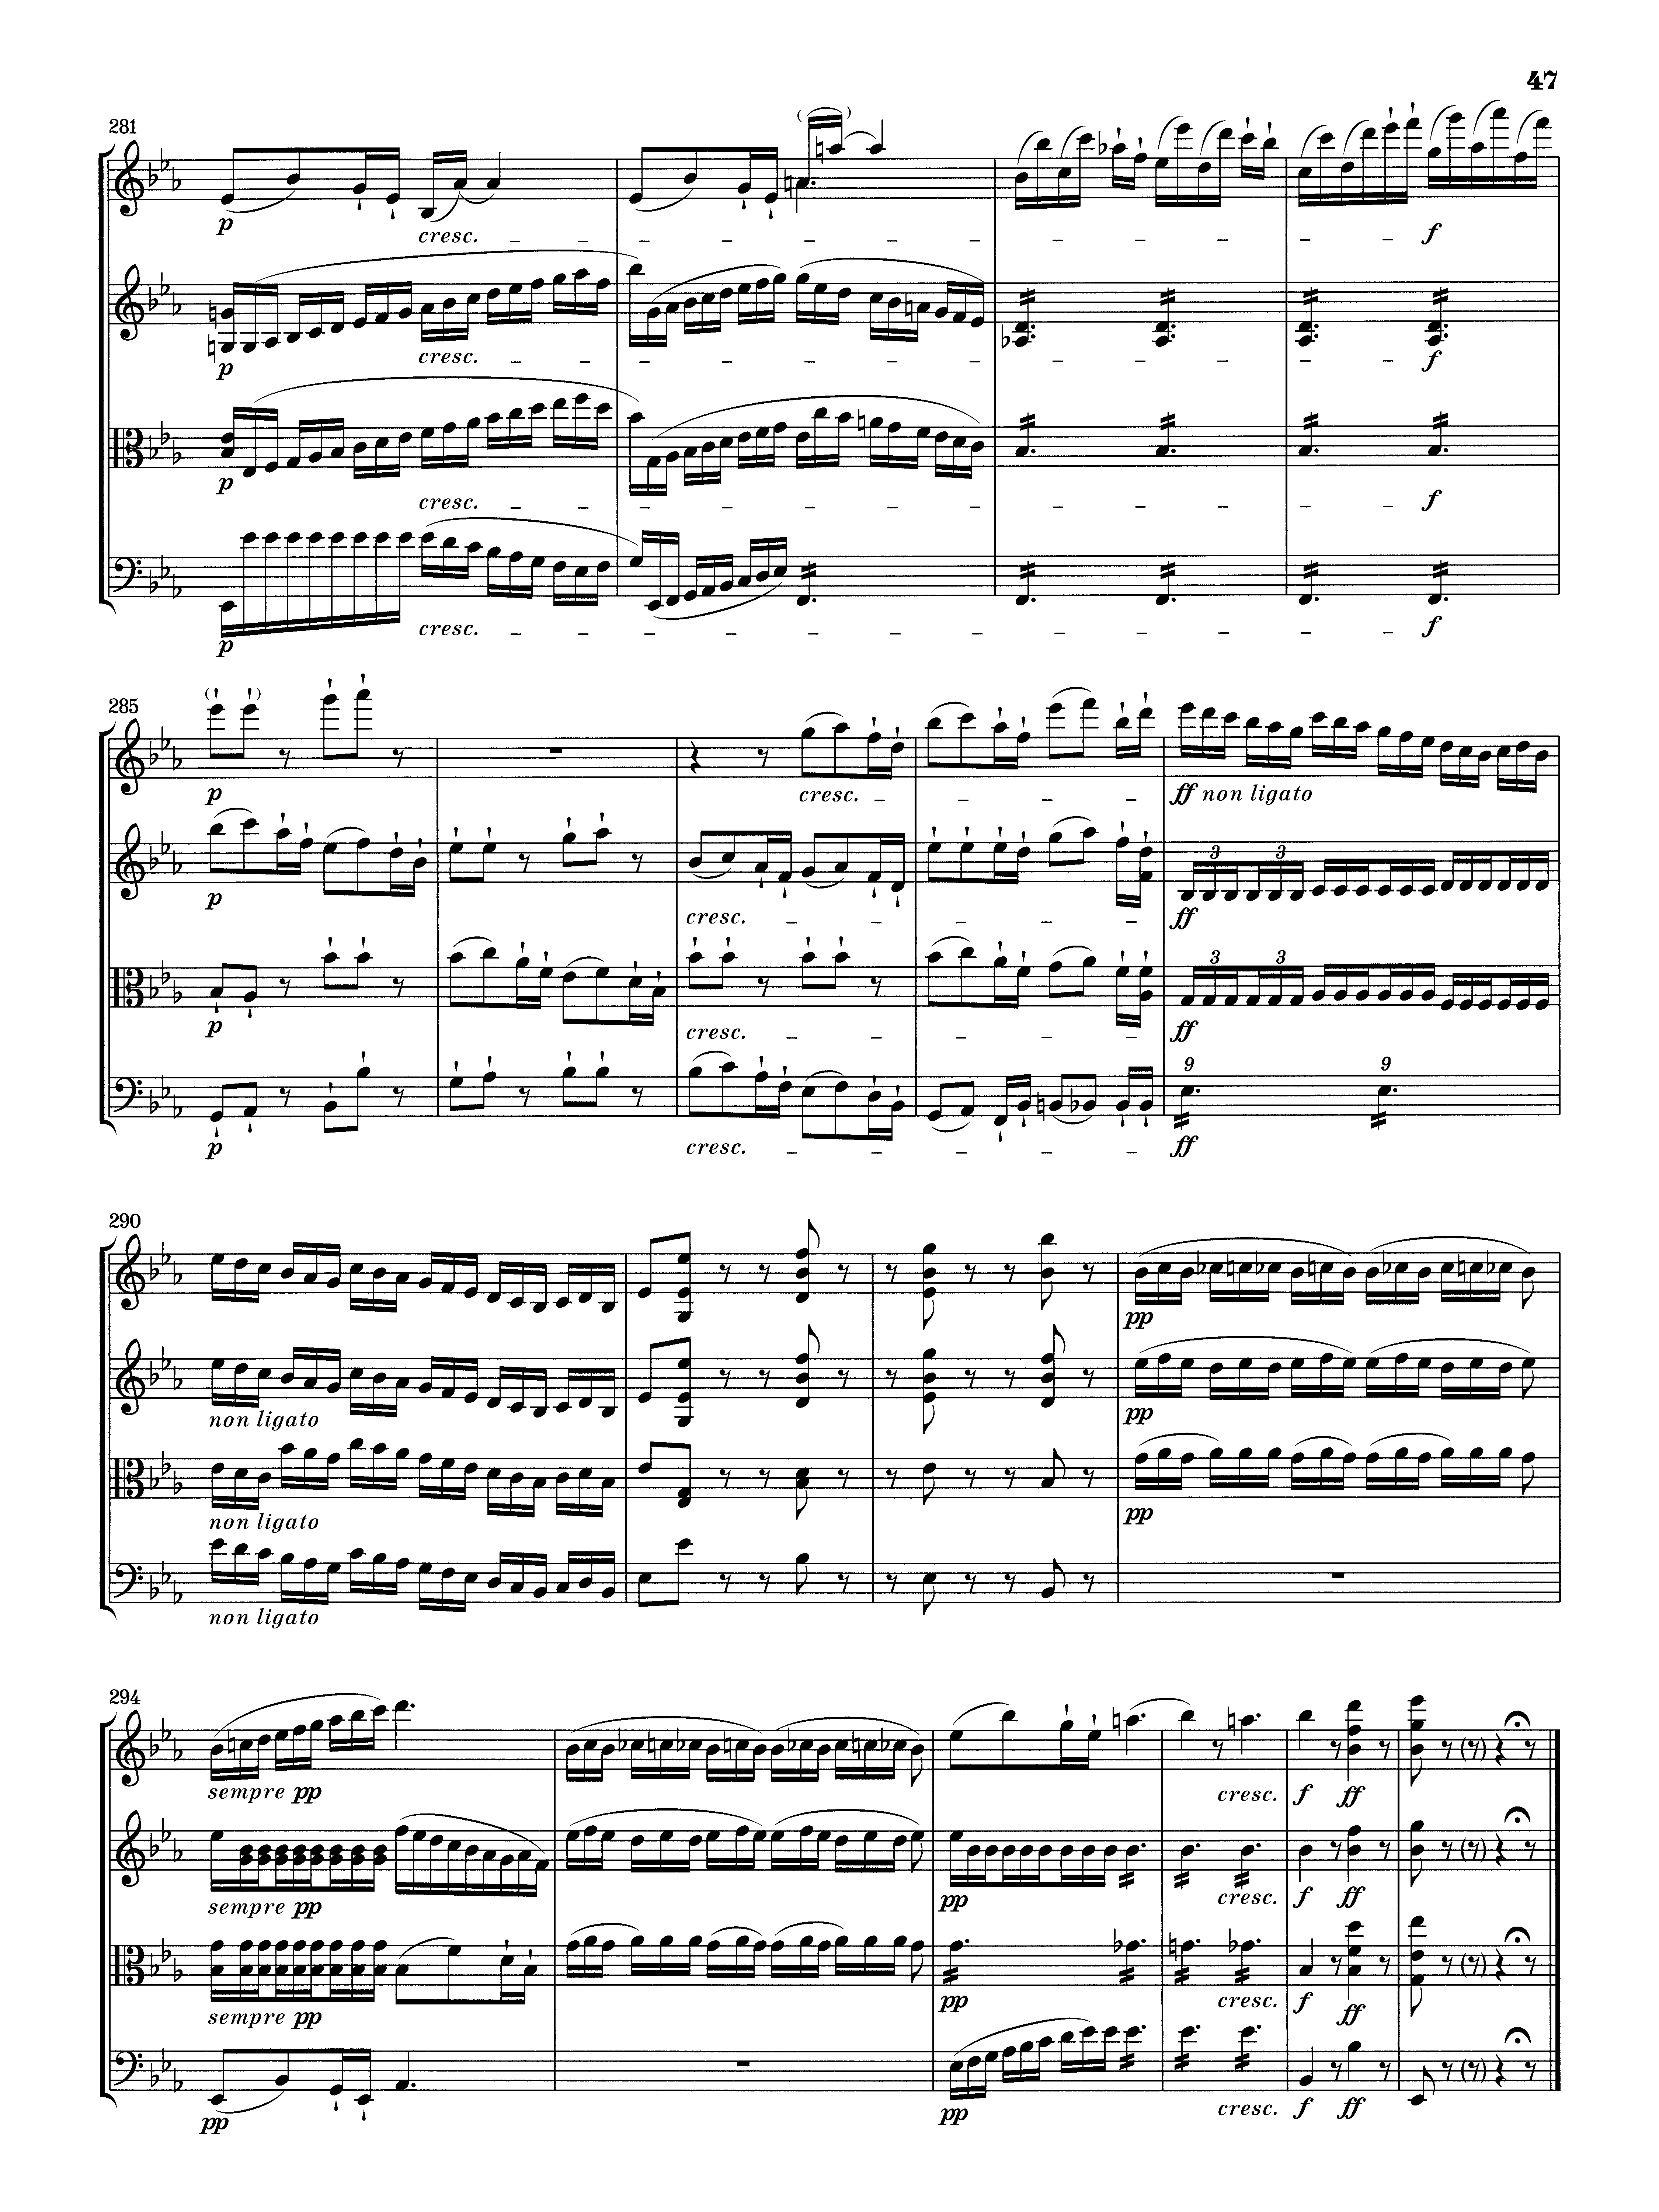 47
281
p cresc.
p cresc. f
p cresc. f
p cresc. f
f
285
p cresc. ff non ligato
3 3
p cresc. ff
3 3
p cresc. ff
9 9
p cresc. ff
290
pp
non ligato pp
non ligato pp
non ligato
294
sempre pp cresc. f ff
sempre pp pp cresc. f ff
sempre pp pp cresc. f ff
pp pp cresc. f ff